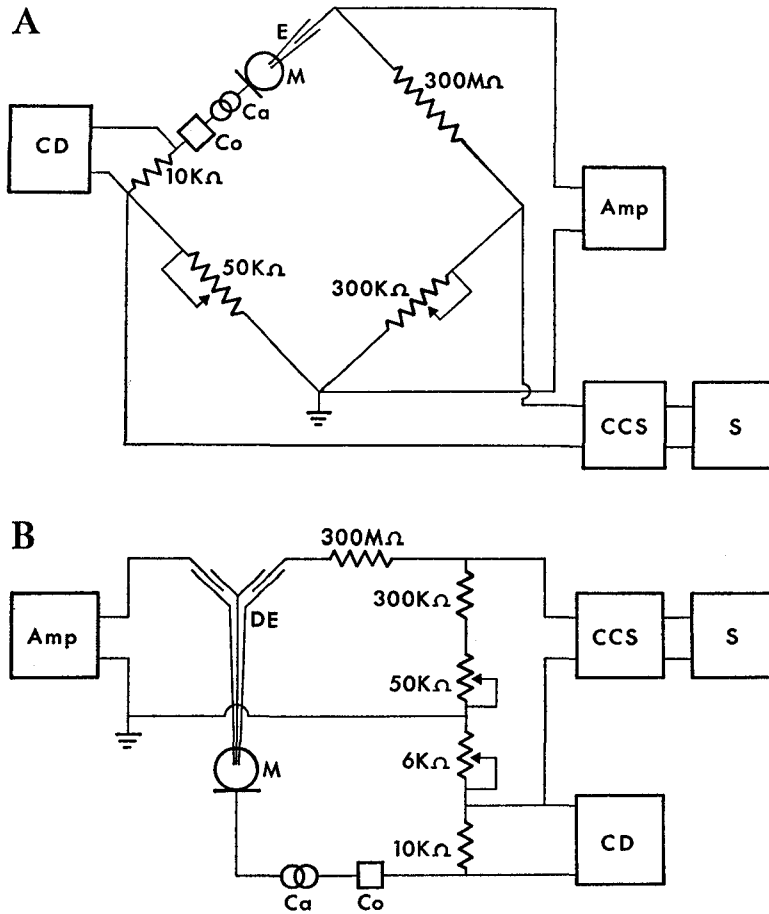 A
E
M
Ca
Co
CD
10KΩ
300MΩ
Amp
50KΩ
300KΩ
CCS
S
B
300MΩ
300KΩ
Amp
DE
CCS
S
50KΩ
M
6KΩ
10KΩ
CD
Ca
Co